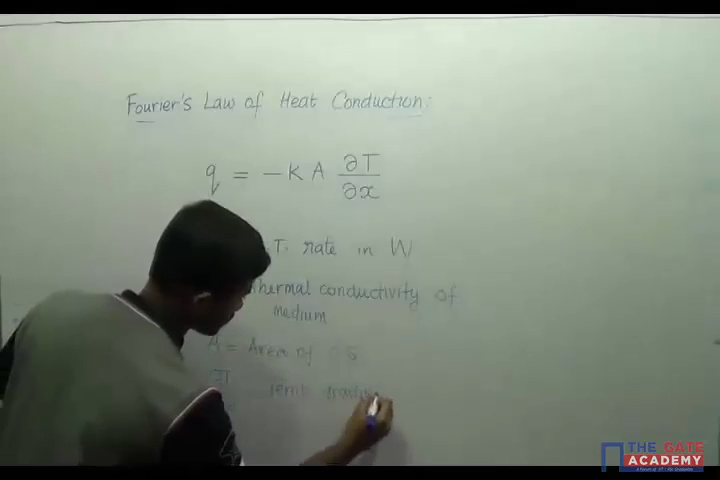 Fourier's Law of Heat Conduction:
q = -K A ∂T/∂x
T. rate in W
thermal conductivity of
medium
A = Area of
∂T
THE GATE
ACADEMY